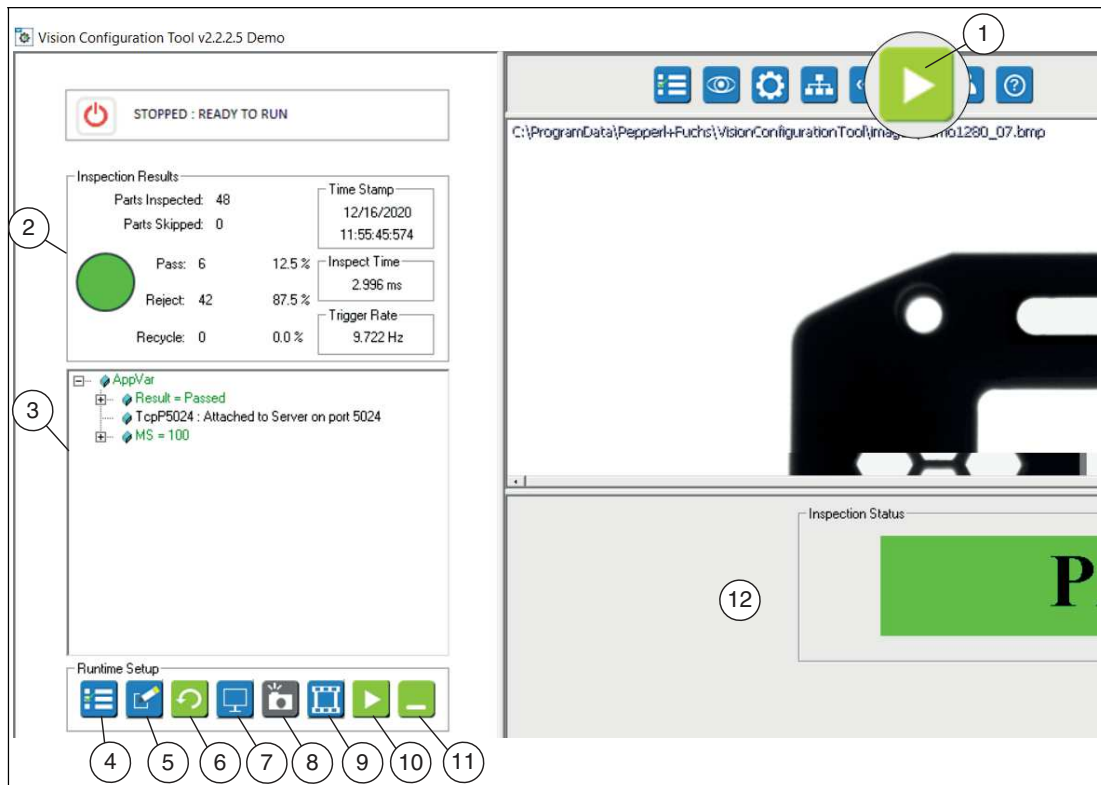 Vision Configuration Tool v2.2.2.5 Demo
1
STOPPED : READY TO RUN
C:\ProgramData\Pepperl+Fuchs\VisionConfigurationTool\
1280_07.bmp
Inspection Results
Parts Inspected: 48
Parts Skipped: 0
Time Stamp
12/16/2020
11:55:45:574
2
Pass: 6 12.5 %
Inspect Time
2.996 ms
Reject: 42 87.5 %
Trigger Rate
9.722 Hz
Recycle: 0 0.0 %
3
AppVar
Result = Passed
TcpP5024 : Attached to Server on port 5024
MS = 100
Inspection Status
P
12
Runtime Setup
4
5
6
7
8
9
10
11